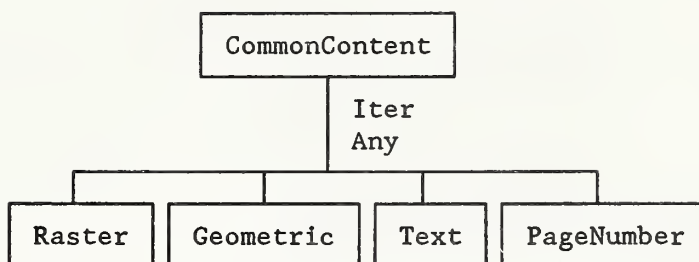 CommonContent
Iter
Any
Raster Geometric Text PageNumber